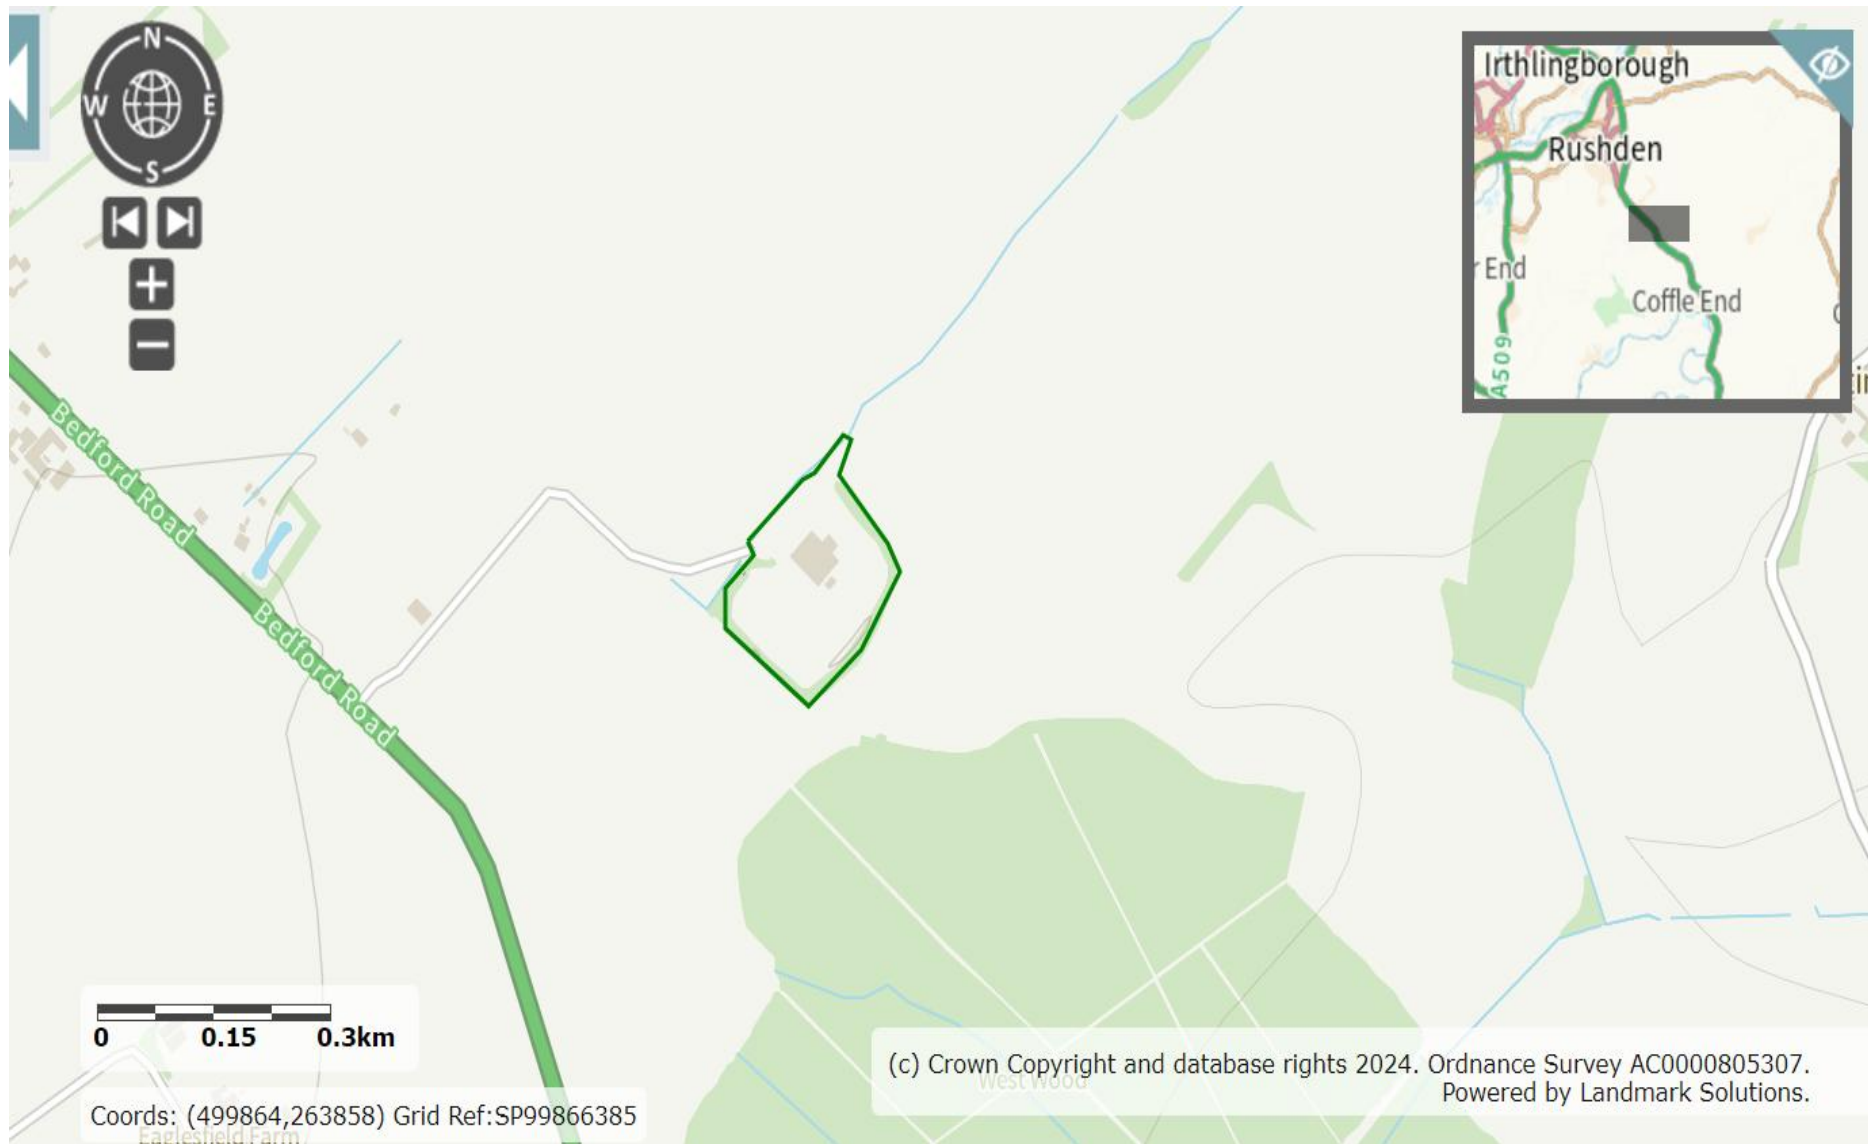 N
W E
S
Irthlingborough
Rushden
r End
Coffle End
A509
Bedford Road
Bedford Road
0 0.15 0.3km
(c) Crown Copyright and database rights 2024. Ordnance Survey AC0000805307.
West Wood
Powered by Landmark Solutions.
Coords: (499864,263858) Grid Ref:SP99866385
Eaglesfield Farm